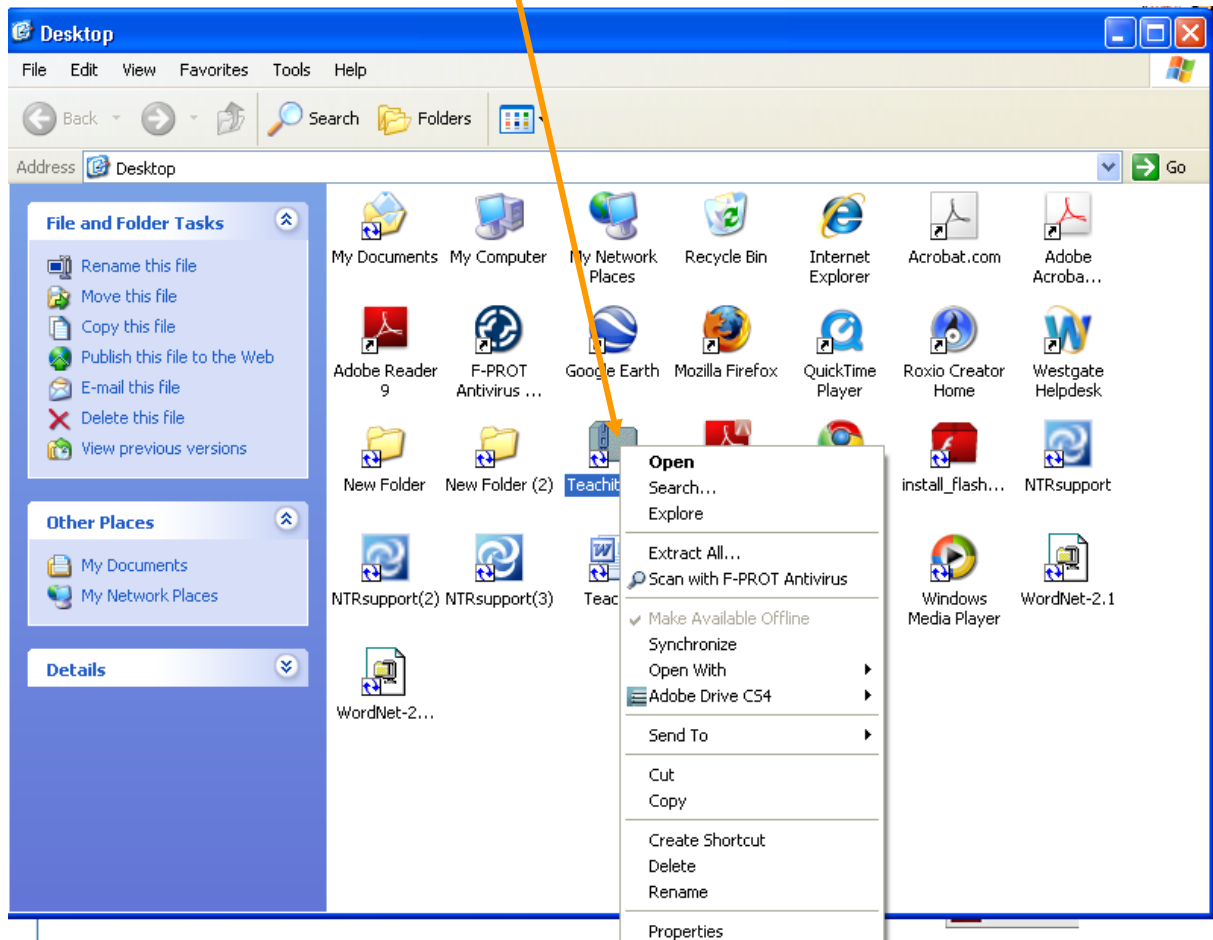 Desktop
File Edit View Favorites Tools Help
Back Search Folders
Address Desktop Go
File and Folder Tasks
Rename this file
Move this file
Copy this file
Publish this file to the Web
E-mail this file
Delete this file
View previous versions
Other Places
My Documents
My Network Places
Details
My Documents My Computer My Network Recycle Bin Internet Acrobat.com Adobe
Places Explorer Acroba...
Adobe Reader F-PROT Google Earth Mozilla Firefox QuickTime Roxio Creator Westgate
9 Antivirus ... Player Home Helpdesk
New Folder New Folder (2) Teachit install_flash... NTRsupport
NTRsupport(2) NTRsupport(3) Teac Windows WordNet-2.1
Media Player
WordNet-2...
Open
Search...
Explore
Extract All...
Scan with F-PROT Antivirus
Make Available Offline
Synchronize
Open With
Adobe Drive CS4
Send To
Cut
Copy
Create Shortcut
Delete
Rename
Properties